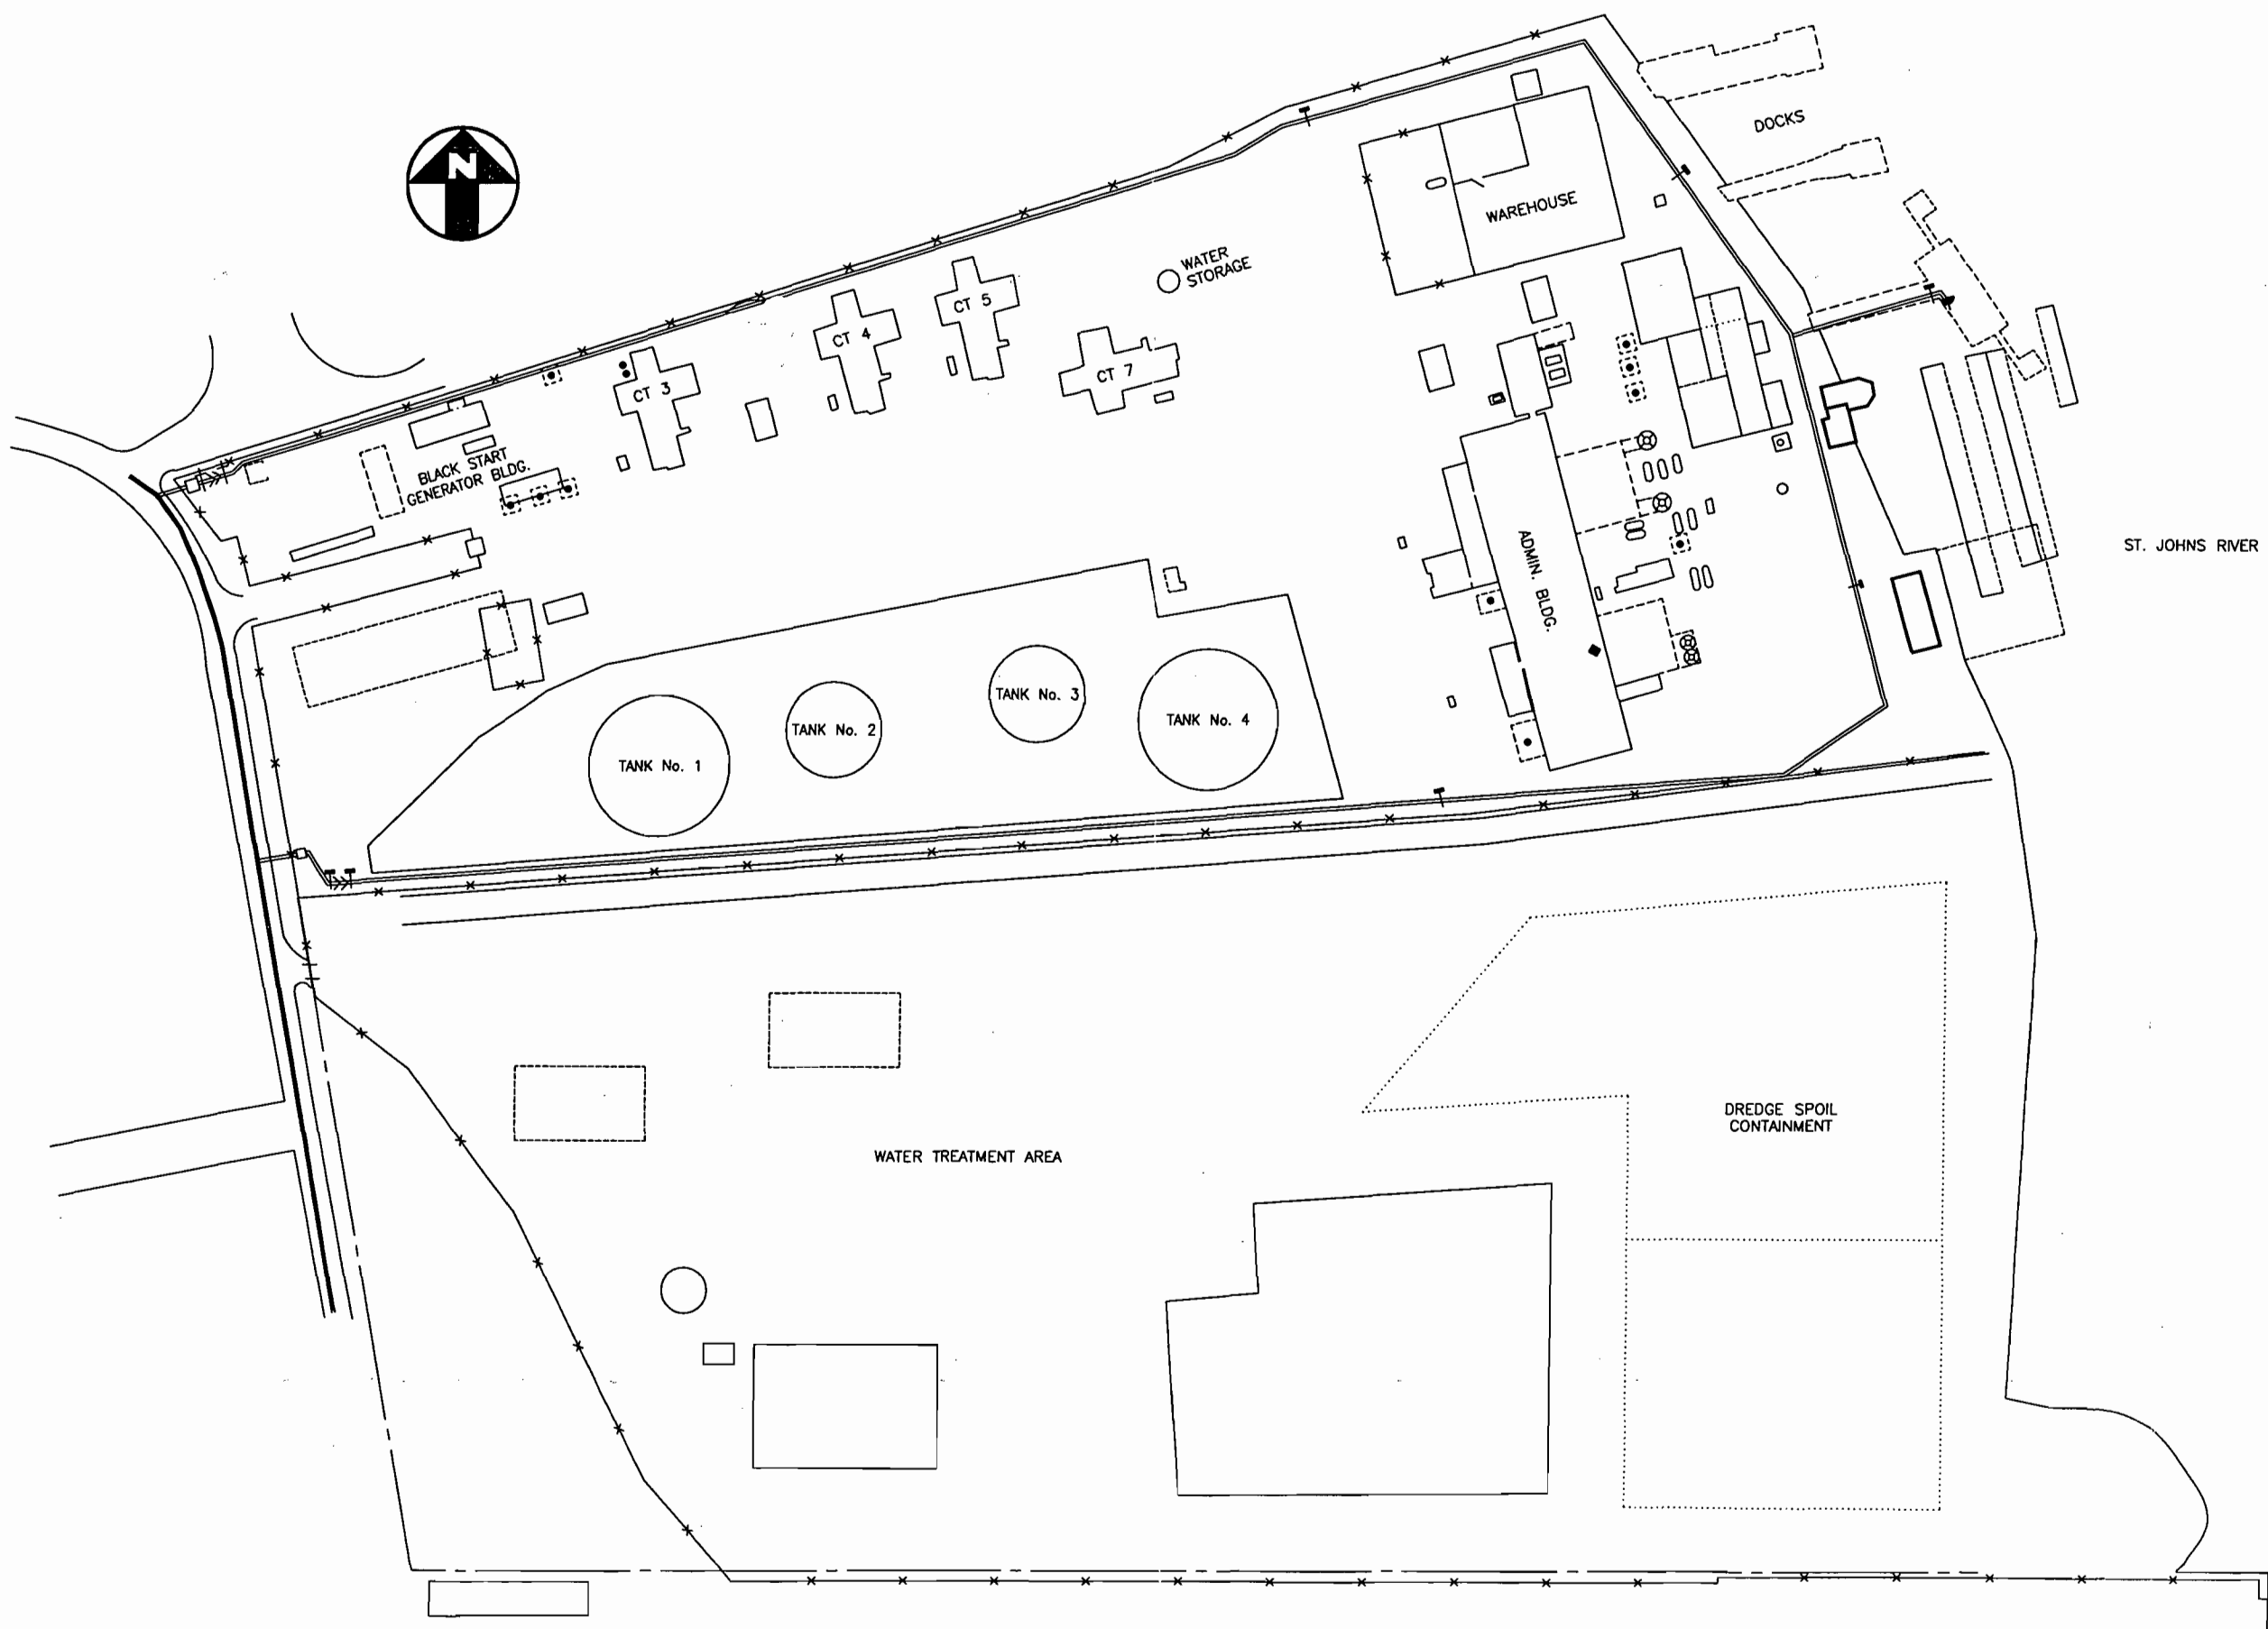 N
DOCKS
WAREHOUSE
WATER
STORAGE
CT 5
CT 4
CT 7
CT 3
BLACK START
GENERATOR BLDG.
ADMIN. BLDG.
ST. JOHNS RIVER
TANK No. 3
TANK No. 4
TANK No. 2
TANK No. 1
DREDGE SPOIL
CONTAINMENT
WATER TREATMENT AREA